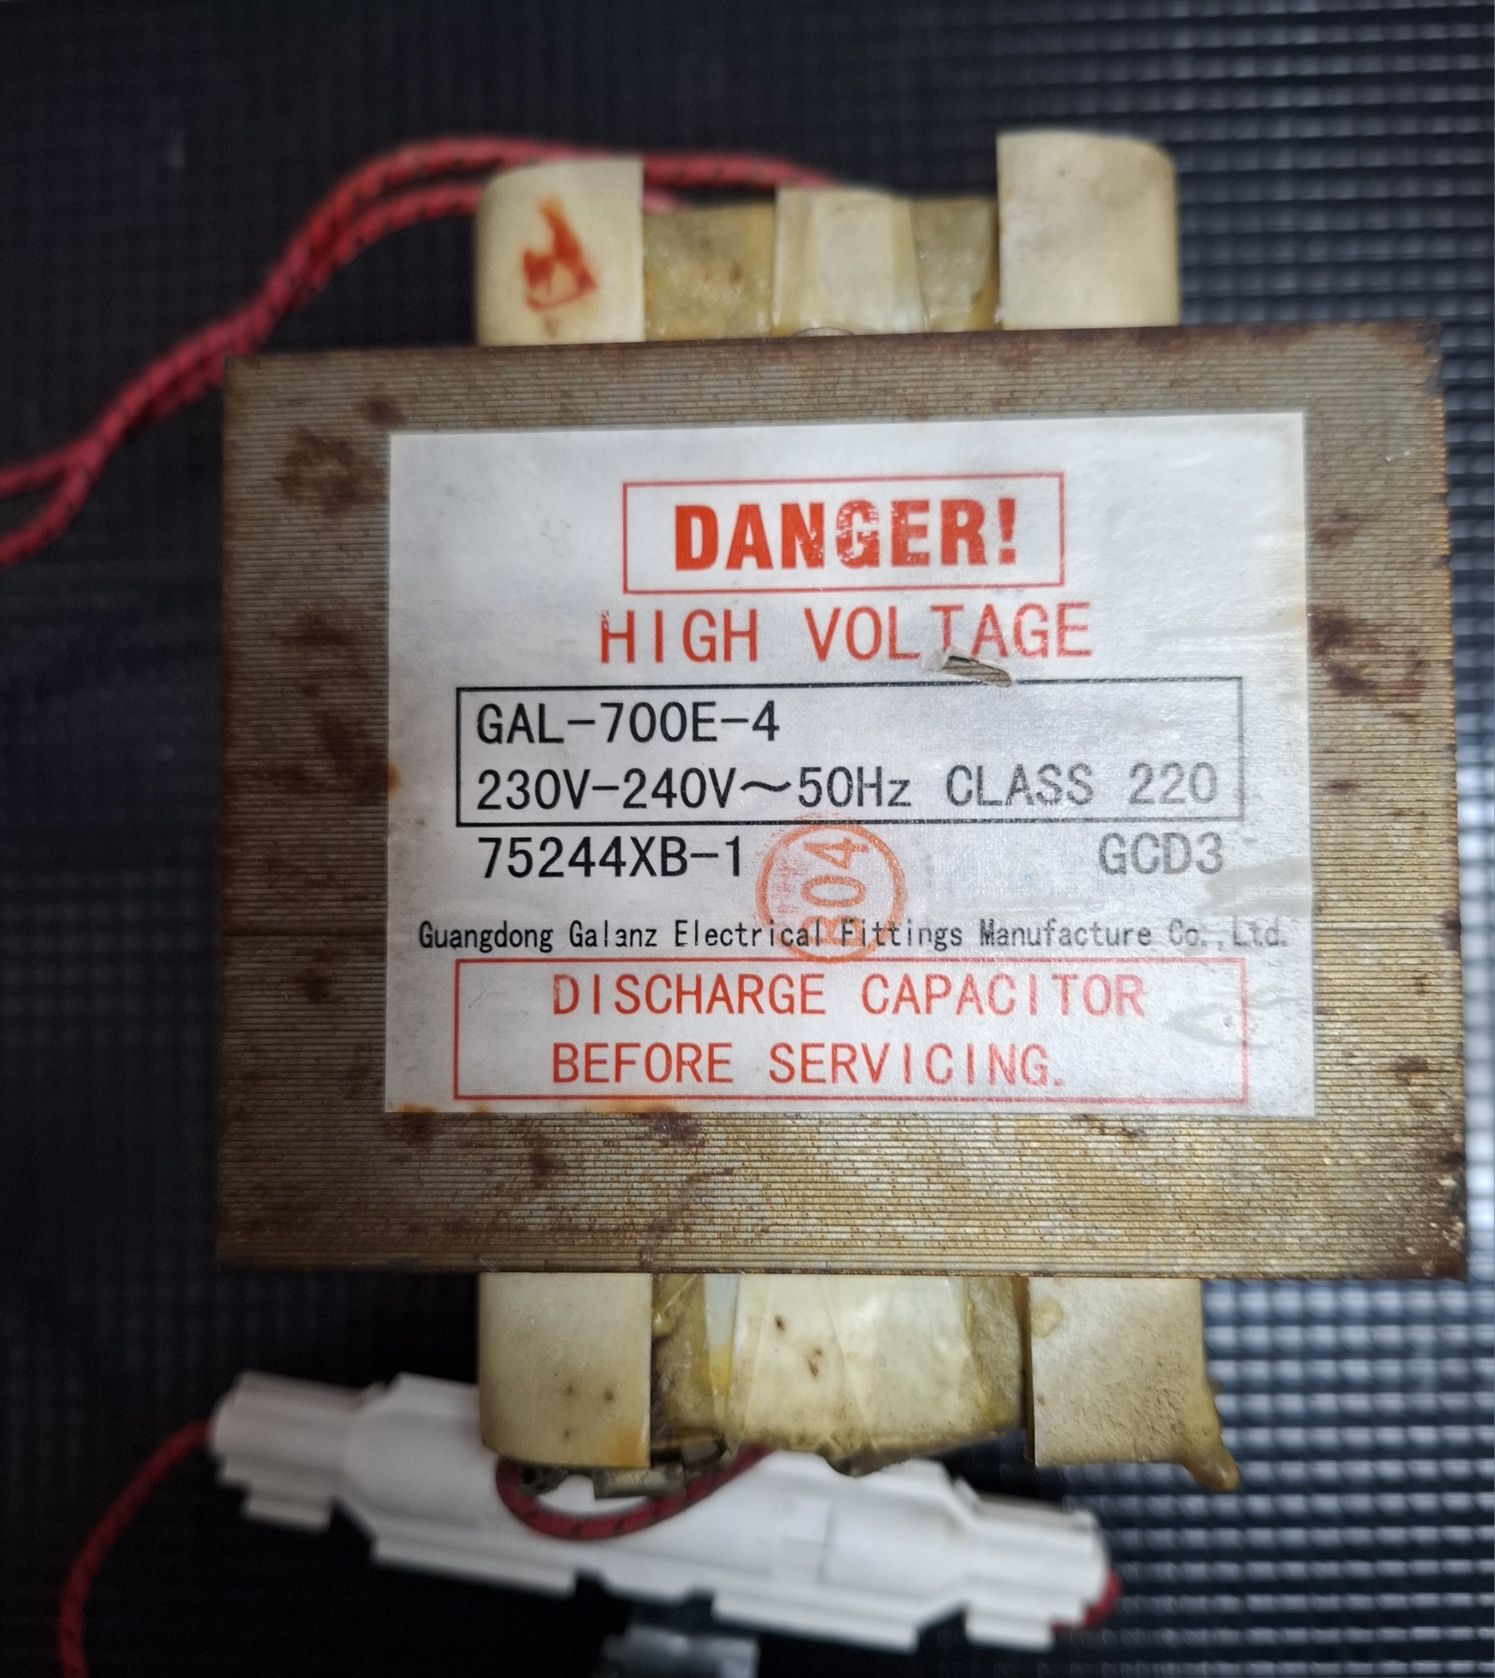 DANGER!
HIGH VOLTAGE
GAL-700E-4
230V-240V～50Hz CLASS 220
75244XB-1 GCD3
B04
Guangdong Galanz Electrical Fittings Manufacture Co.,Ltd.
DISCHARGE CAPACITOR
BEFORE SERVICING.